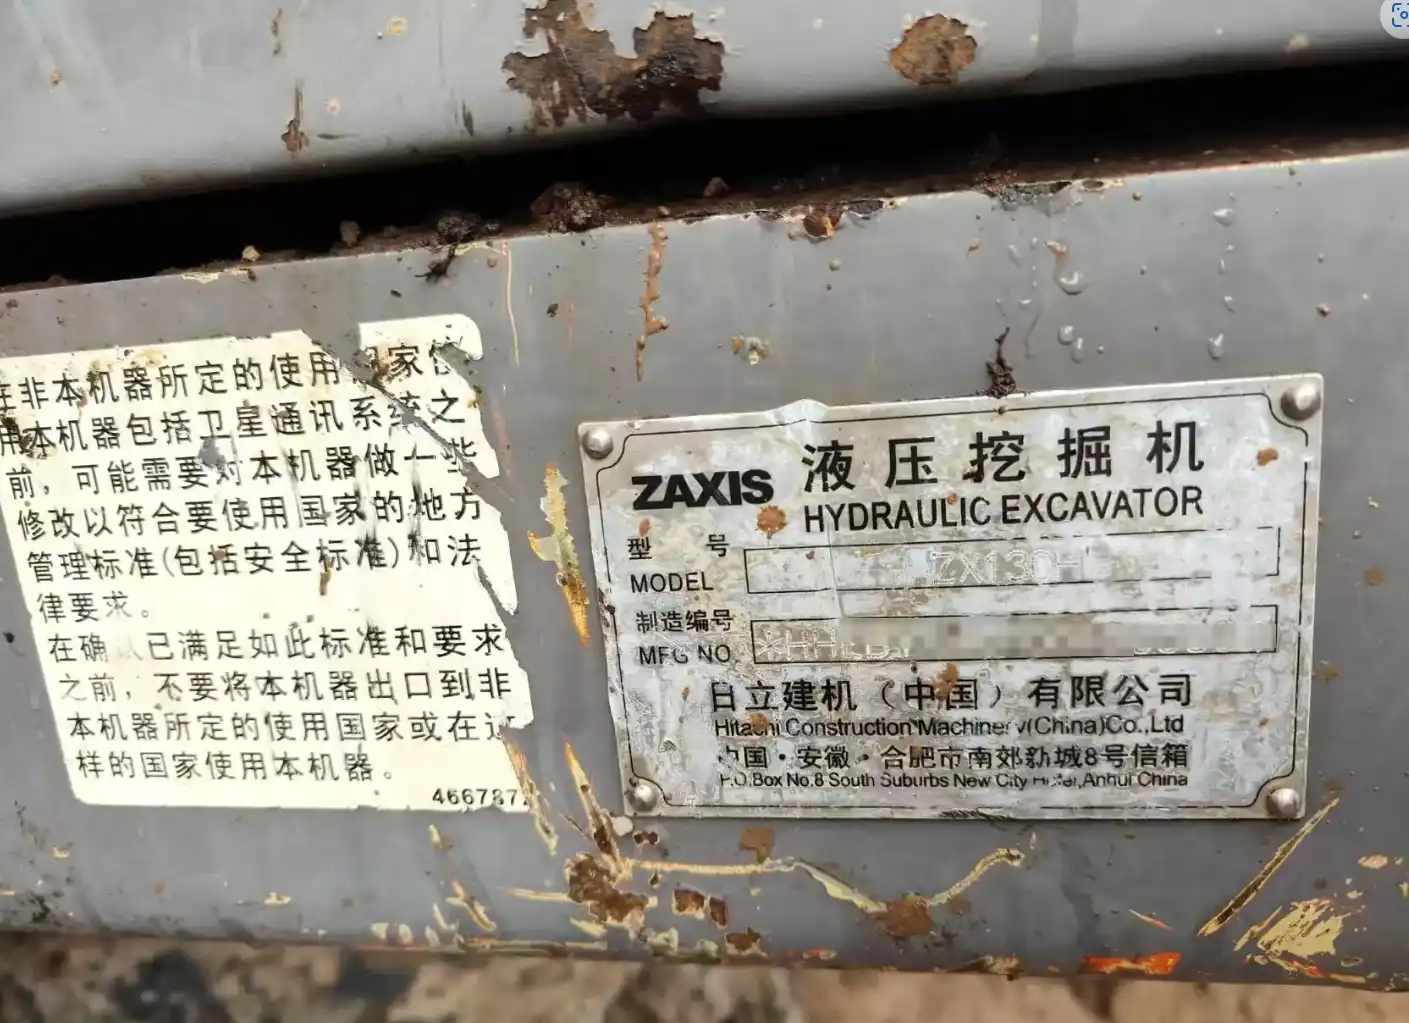 在非本机器所定的使用国家使
用本机器包括卫星通讯系统之
前，可能需要对本机器做一些
修改以符合要使用国家的地方
管理标准(包括安全标准)和法
律要求。
在确 已满足如此标准和要求
之前，不要将本机器出口到非
本机器所定的使用国家或在这
样的国家使用本机器。
466787
ZAXIS 液压挖掘机
HYDRAULIC EXCAVATOR
型 号
MODEL ZX130H
制造编号
MFG NO.
日立建机（中国）有限公司
Hitachi Construction Machinery(China)Co.,Ltd
中国·安徽·合肥市南郊新城8号信箱
P.O.Box No.8 South Suburbs New City Anhui China